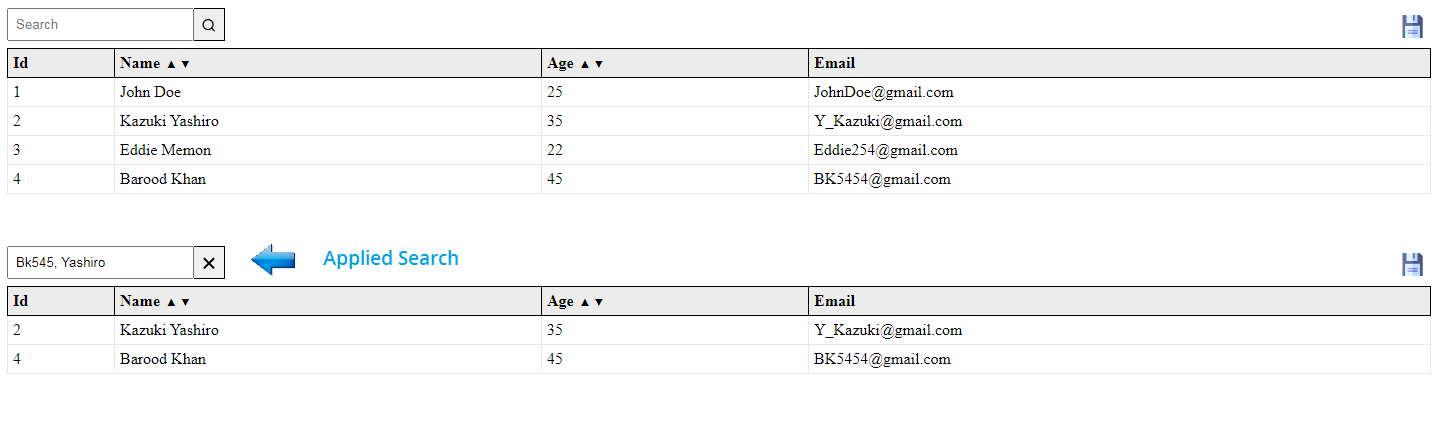 Search
Id Name ▲▼ Age ▲▼ Email
1 John Doe 25 JohnDoe@gmail.com
2 Kazuki Yashiro 35 Y_Kazuki@gmail.com
3 Eddie Memon 22 Eddie254@gmail.com
4 Barood Khan 45 BK5454@gmail.com
Bk545, Yashiro Applied Search
Id Name ▲▼ Age ▲▼ Email
2 Kazuki Yashiro 35 Y_Kazuki@gmail.com
4 Barood Khan 45 BK5454@gmail.com